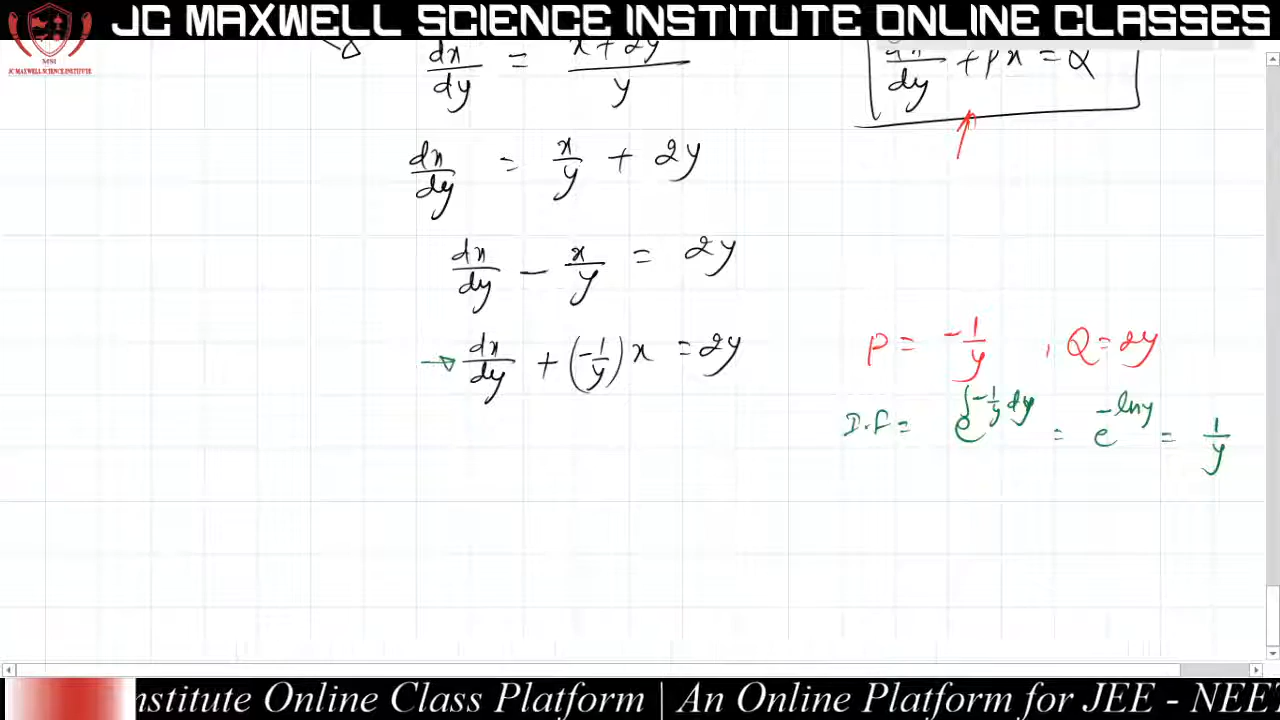 JC MAXWELL SCIENCE INSTITUTE ONLINE CLASSES
MSI
JC MAXWELL SCIENCE INSTITUTE
dx/dy = x + 2y/y
dx/dy + Px = Q
dx/dy = x/y + 2y
dx/dy - x/y = 2y
dx/dy + (-1/y)x = 2y
P = -1/y , Q = 2y
I.F = e^∫-1/y dy = e^-lny = 1/y
nstitute Online Class Platform | An Online Platform for JEE - NEET